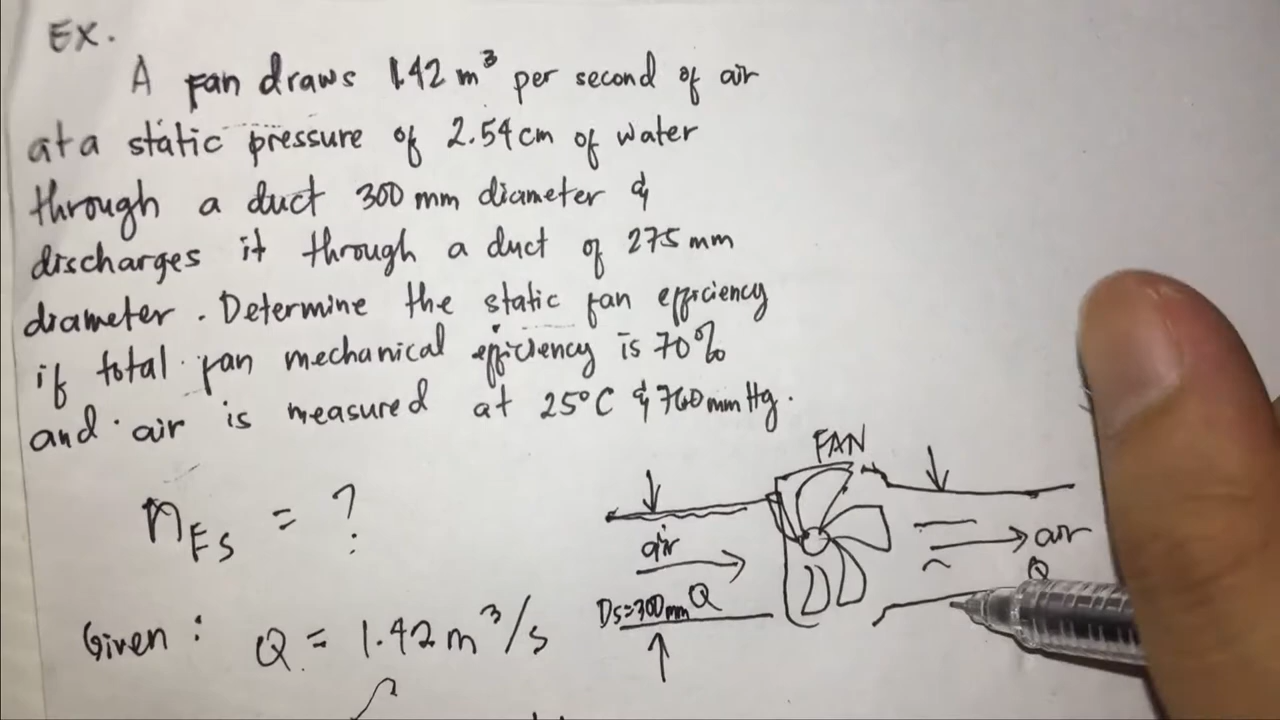 EX.
A fan draws 1.42 m³ per second of air
at a static pressure of 2.54 cm of water
through a duct 300 mm diameter &
discharges it through a duct of 275 mm
diameter. Determine the static fan efficiency
if total fan mechanical efficiency is 70%
and air is measured at 25°C & 760 mm Hg.
FAN
ηFS = ?
air
air
Q
Ds=300mm Q
Given : Q = 1.42 m³/s